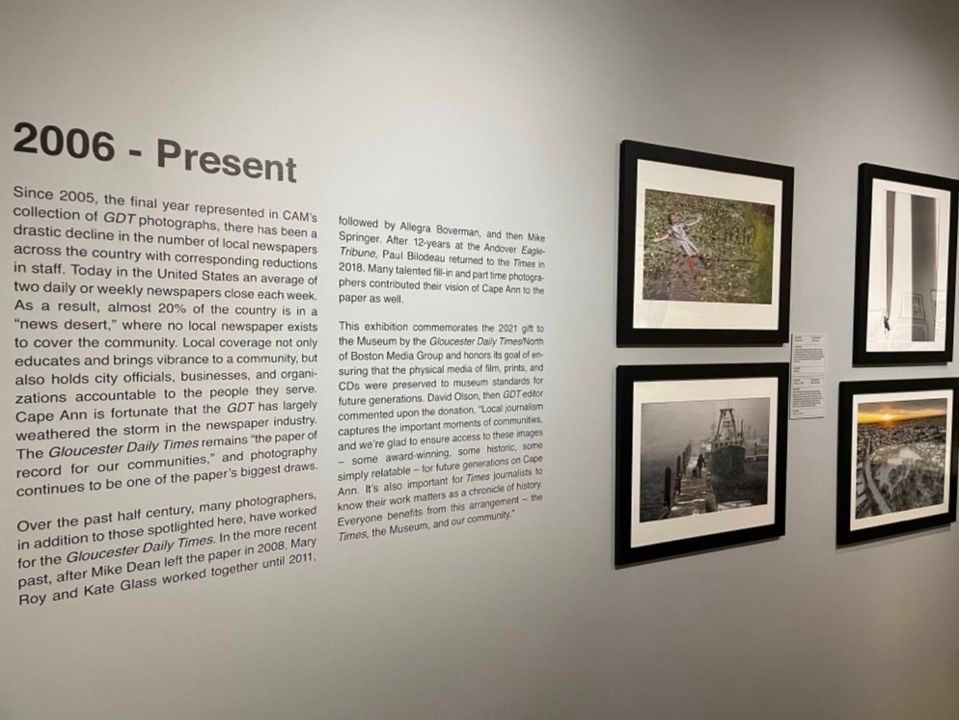 2006 - Present
Since 2005, the final year represented in CAM's
collection of GDT photographs, there has been a
drastic decline in the number of local newspapers
across the country with corresponding reductions
in staff. Today in the United States an average of
two daily or weekly newspapers close each week.
As a result, almost 20% of the country is in a
“news desert,” where no local newspaper exists
to cover the community. Local coverage not only
educates and brings vibrance to a community, but
also holds city officials, businesses, and organi-
zations accountable to the people they serve.
Cape Ann is fortunate that the GDT has largely
weathered the storm in the newspaper industry.
The Gloucester Daily Times remains “the paper of
record for our communities,” and photography
continues to be one of the paper's biggest draws.
Over the past half century, many photographers,
in addition to those spotlighted here, have worked
for the Gloucester Daily Times. In the more recent
past, after Mike Dean left the paper in 2008, Mary
Roy and Kate Glass worked together until 2011,
followed by Allegra Boverman, and then Mike
Springer. After 12-years at the Andover Eagle-
Tribune, Paul Bilodeau returned to the Times in
2018. Many talented fill-in and part time photogra-
phers contributed their vision of Cape Ann to the
paper as well.
This exhibition commemorates the 2021 gift to
the Museum by the Gloucester Daily Times/North
of Boston Media Group and honors its goal of en-
suring that the physical media of film, prints, and
CDs were preserved to museum standards for
future generations. David Olson, then GDT editor
commented upon the donation, “Local journalism
captures the important moments of communities,
and we're glad to ensure access to these images
– some award-winning, some historic, some
simply relatable – for future generations on Cape
Ann. It's also important for Times journalists to
know their work matters as a chronicle of history.
Everyone benefits from this arrangement – the
Times, the Museum, and our community.”